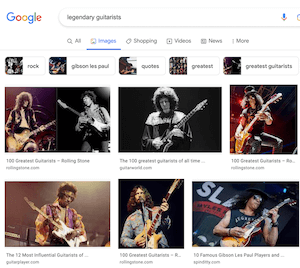 Google
legendary guitarists
All
Images
Shopping
Videos
News
More
rock
gibson les paul
quotes
greatest
greatest guitarists
100 Greatest Guitarists – Rolling Stone
rollingstone.com
The 100 greatest guitarists of all time ...
guitarworld.com
100 Greatest Guitarists – R...
rollingstone.com
SL
The 12 Most Influential Guitarists of ...
guitarplayer.com
100 Greatest Guitarists – R...
rollingstone.com
10 Famous Gibson Les Paul Players and ...
spinditty.com